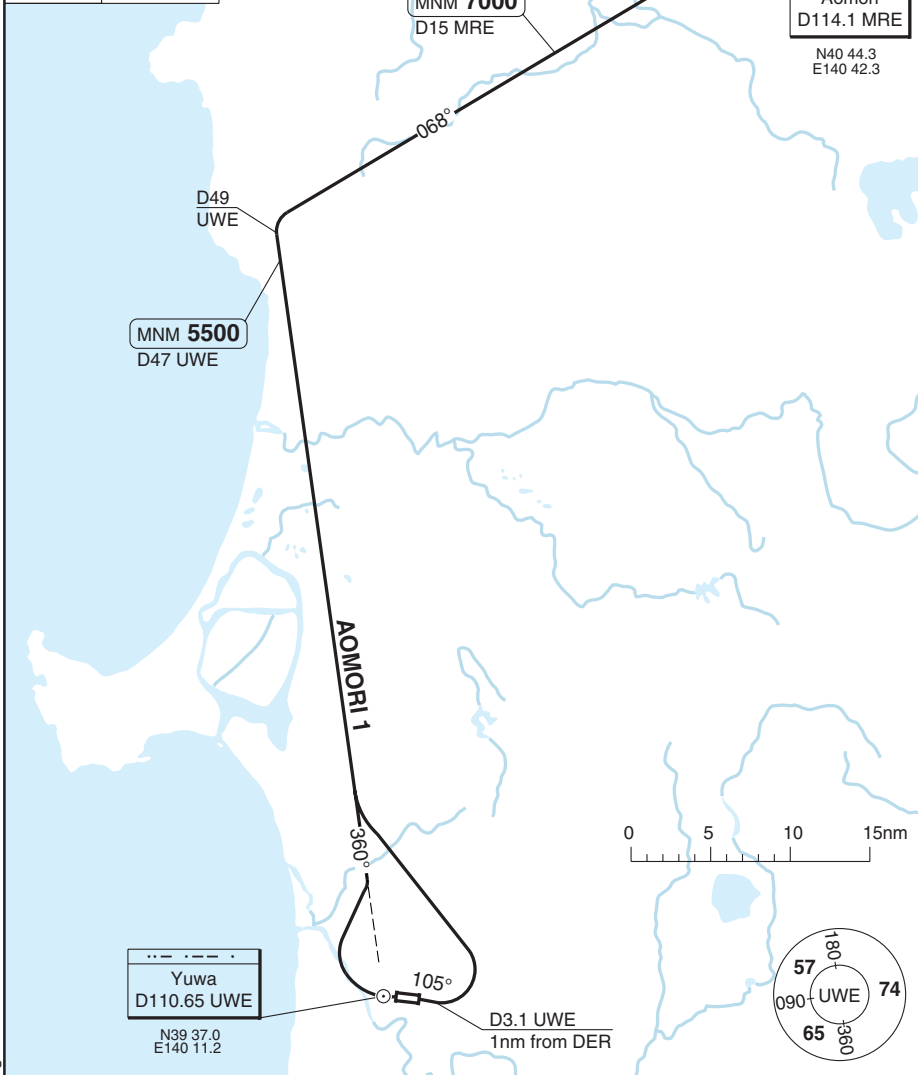 MNM 7000
D15 MRE
D114.1 MRE
N40 44.3
E140 42.3
068°
D49
UWE
MNM 5500
D47 UWE
AOMORI 1
360°
0 5 10 15nm
105°
Yuwa
D110.65 UWE
N39 37.0
E140 11.2
D3.1 UWE
1nm from DER
180
57
74
090
UWE
65
360